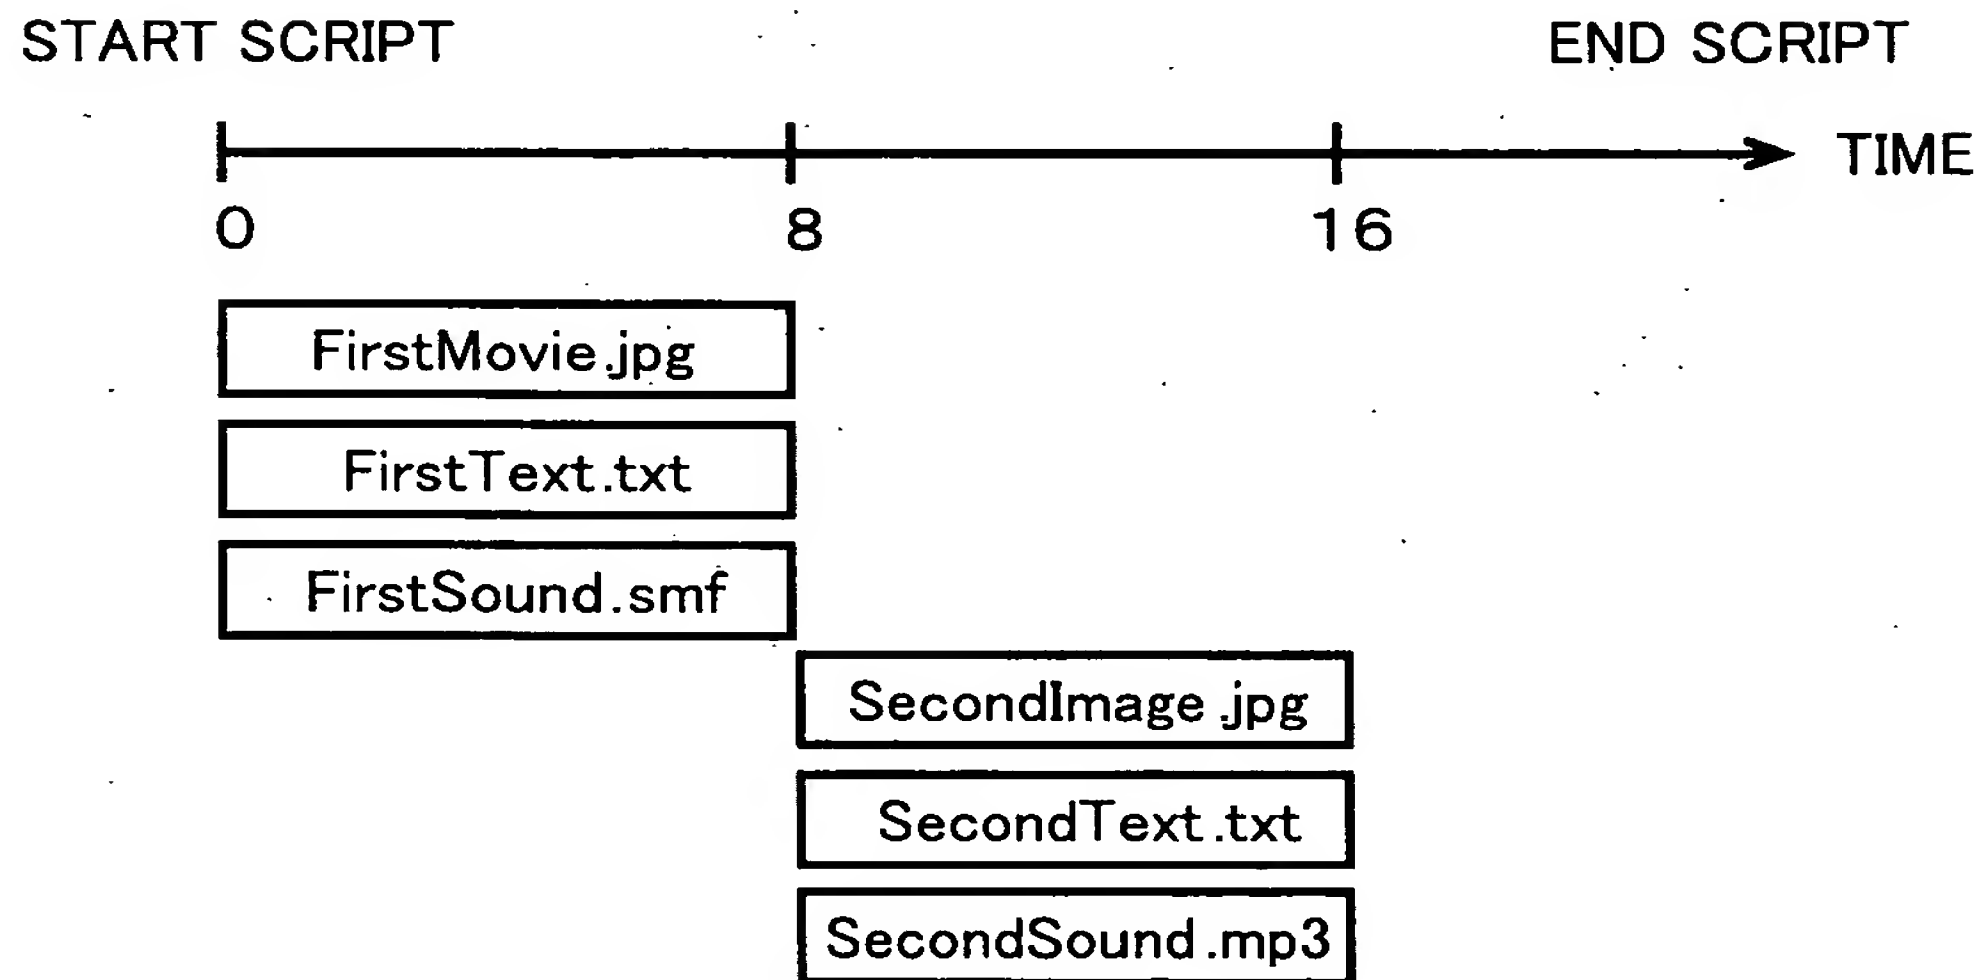 START SCRIPT END SCRIPT
TIME
0 8 16
FirstMovie.jpg
FirstText.txt
FirstSound.smf
SecondImage.jpg
SecondText.txt
SecondSound.mp3